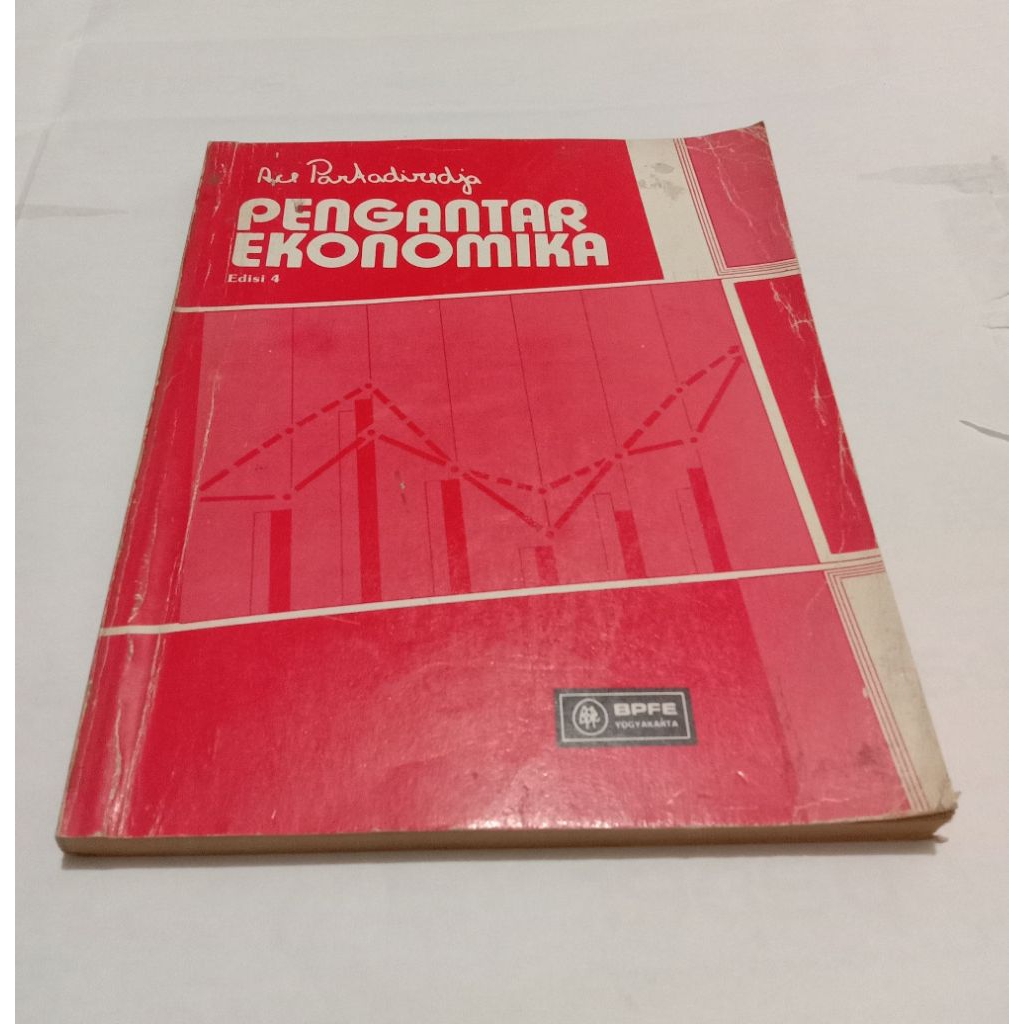 Ace Partadiredja
PENGANTAR
EKONOMIKA
Edisi 4
BPFE
YOGYAKARTA